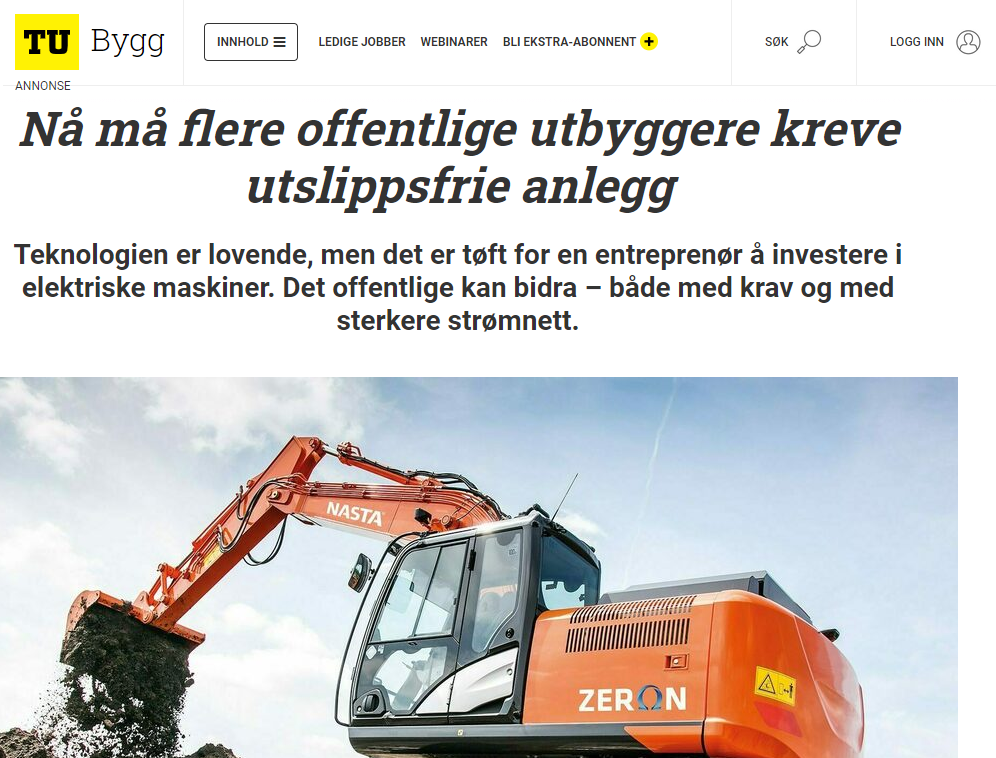 TU Bygg
INNHOLD
LEDIGE JOBBER
WEBINARER
BLI EKSTRA-ABONNENT
SØK
LOGG INN
ANNONSE
Nå må flere offentlige utbyggere kreve
utslippsfrie anlegg
Teknologien er lovende, men det er tøft for en entreprenør å investere i
elektriske maskiner. Det offentlige kan bidra – både med krav og med
sterkere strømnett.
NASTA
ZERON